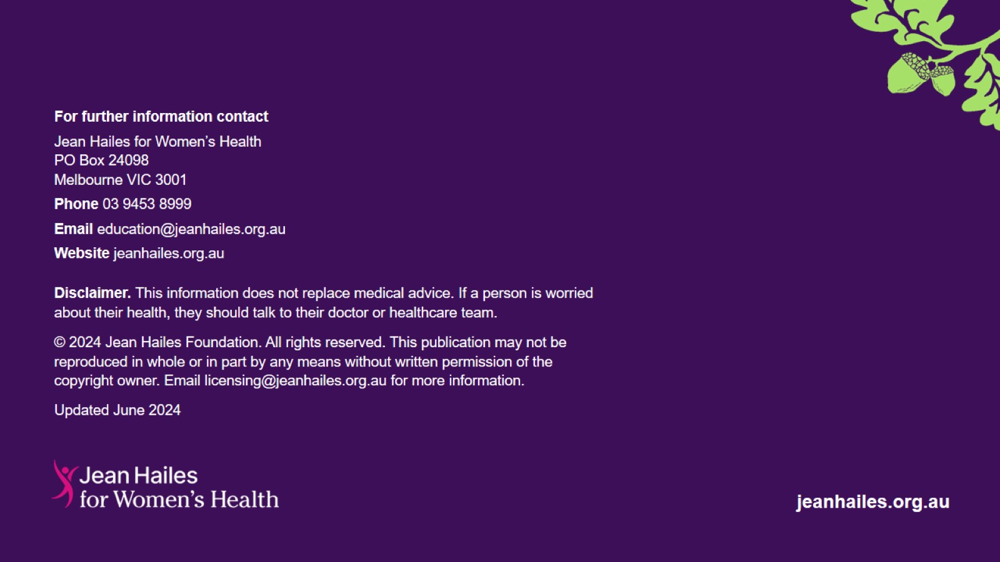 For further information contact
Jean Hailes for Women’s Health
PO Box 24098
Melbourne VIC 3001
Phone 03 9453 8999
Email education@jeanhailes.org.au
Website jeanhailes.org.au
Disclaimer. This information does not replace medical advice. If a person is worried
about their health, they should talk to their doctor or healthcare team.
© 2024 Jean Hailes Foundation. All rights reserved. This publication may not be
reproduced in whole or in part by any means without written permission of the
copyright owner. Email licensing@jeanhailes.org.au for more information.
Updated June 2024
Jean Hailes
for Women’s Health
jeanhailes.org.au